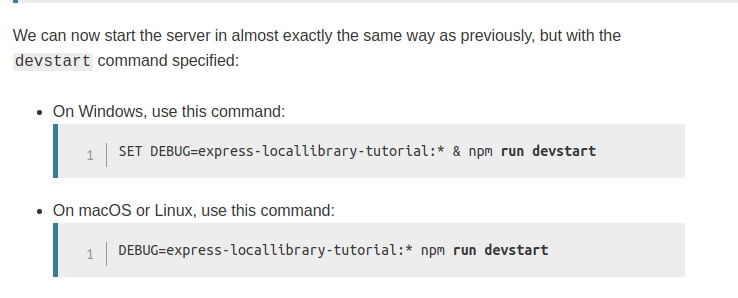 We can now start the server in almost exactly the same way as previously, but with the
devstart command specified:
• On Windows, use this command:
1 SET DEBUG=express-locallibrary-tutorial:* & npm run devstart
• On macOS or Linux, use this command:
1 DEBUG=express-locallibrary-tutorial:* npm run devstart